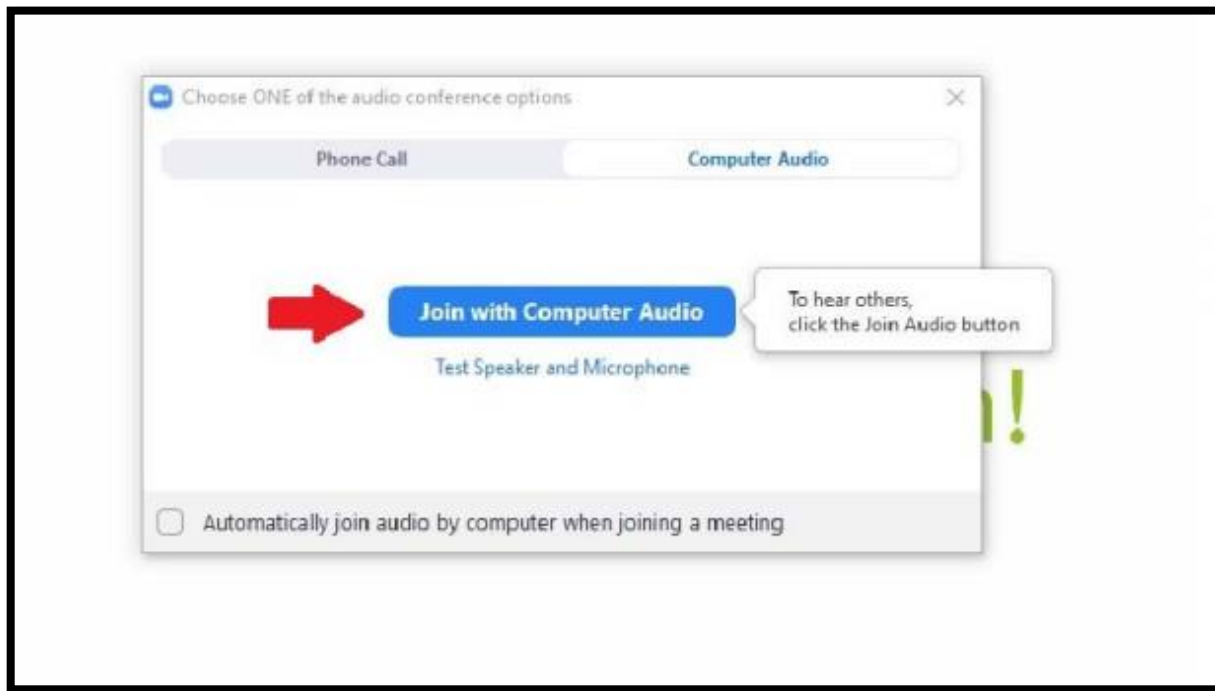 Choose ONE of the audio conference options
Phone Call
Computer Audio
Join with Computer Audio
To hear others,
click the Join Audio button
Test Speaker and Microphone
Automatically join audio by computer when joining a meeting